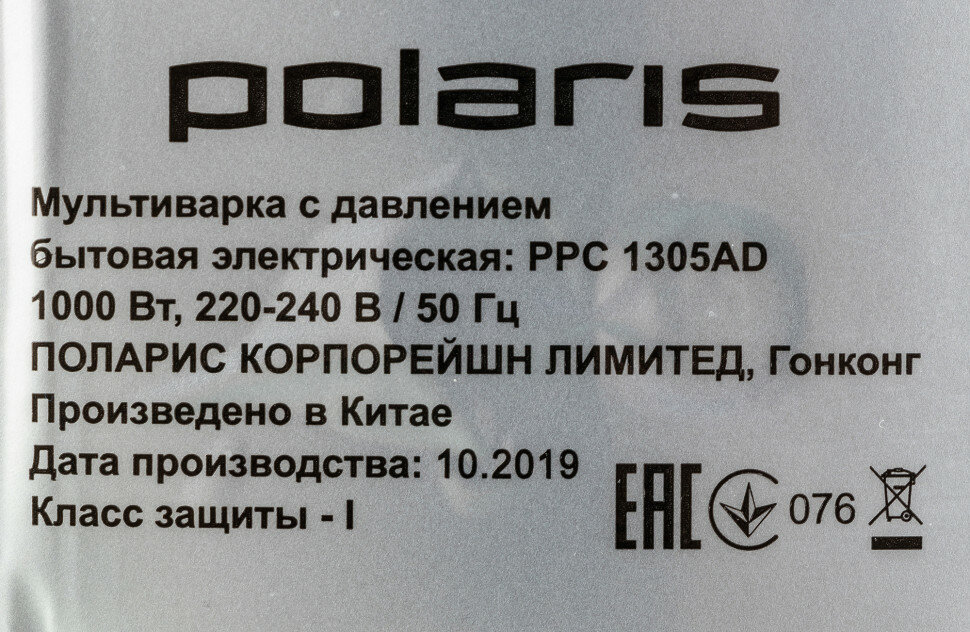 polaris
Мультиварка с давлением
бытовая электрическая: PPC 1305AD
1000 Вт, 220-240 В / 50 Гц
ПОЛАРИС КОРПОРЕЙШН ЛИМИТЕД, Гонконг
Произведено в Китае
Дата производства: 10.2019
Класс защиты - I
EAC 076